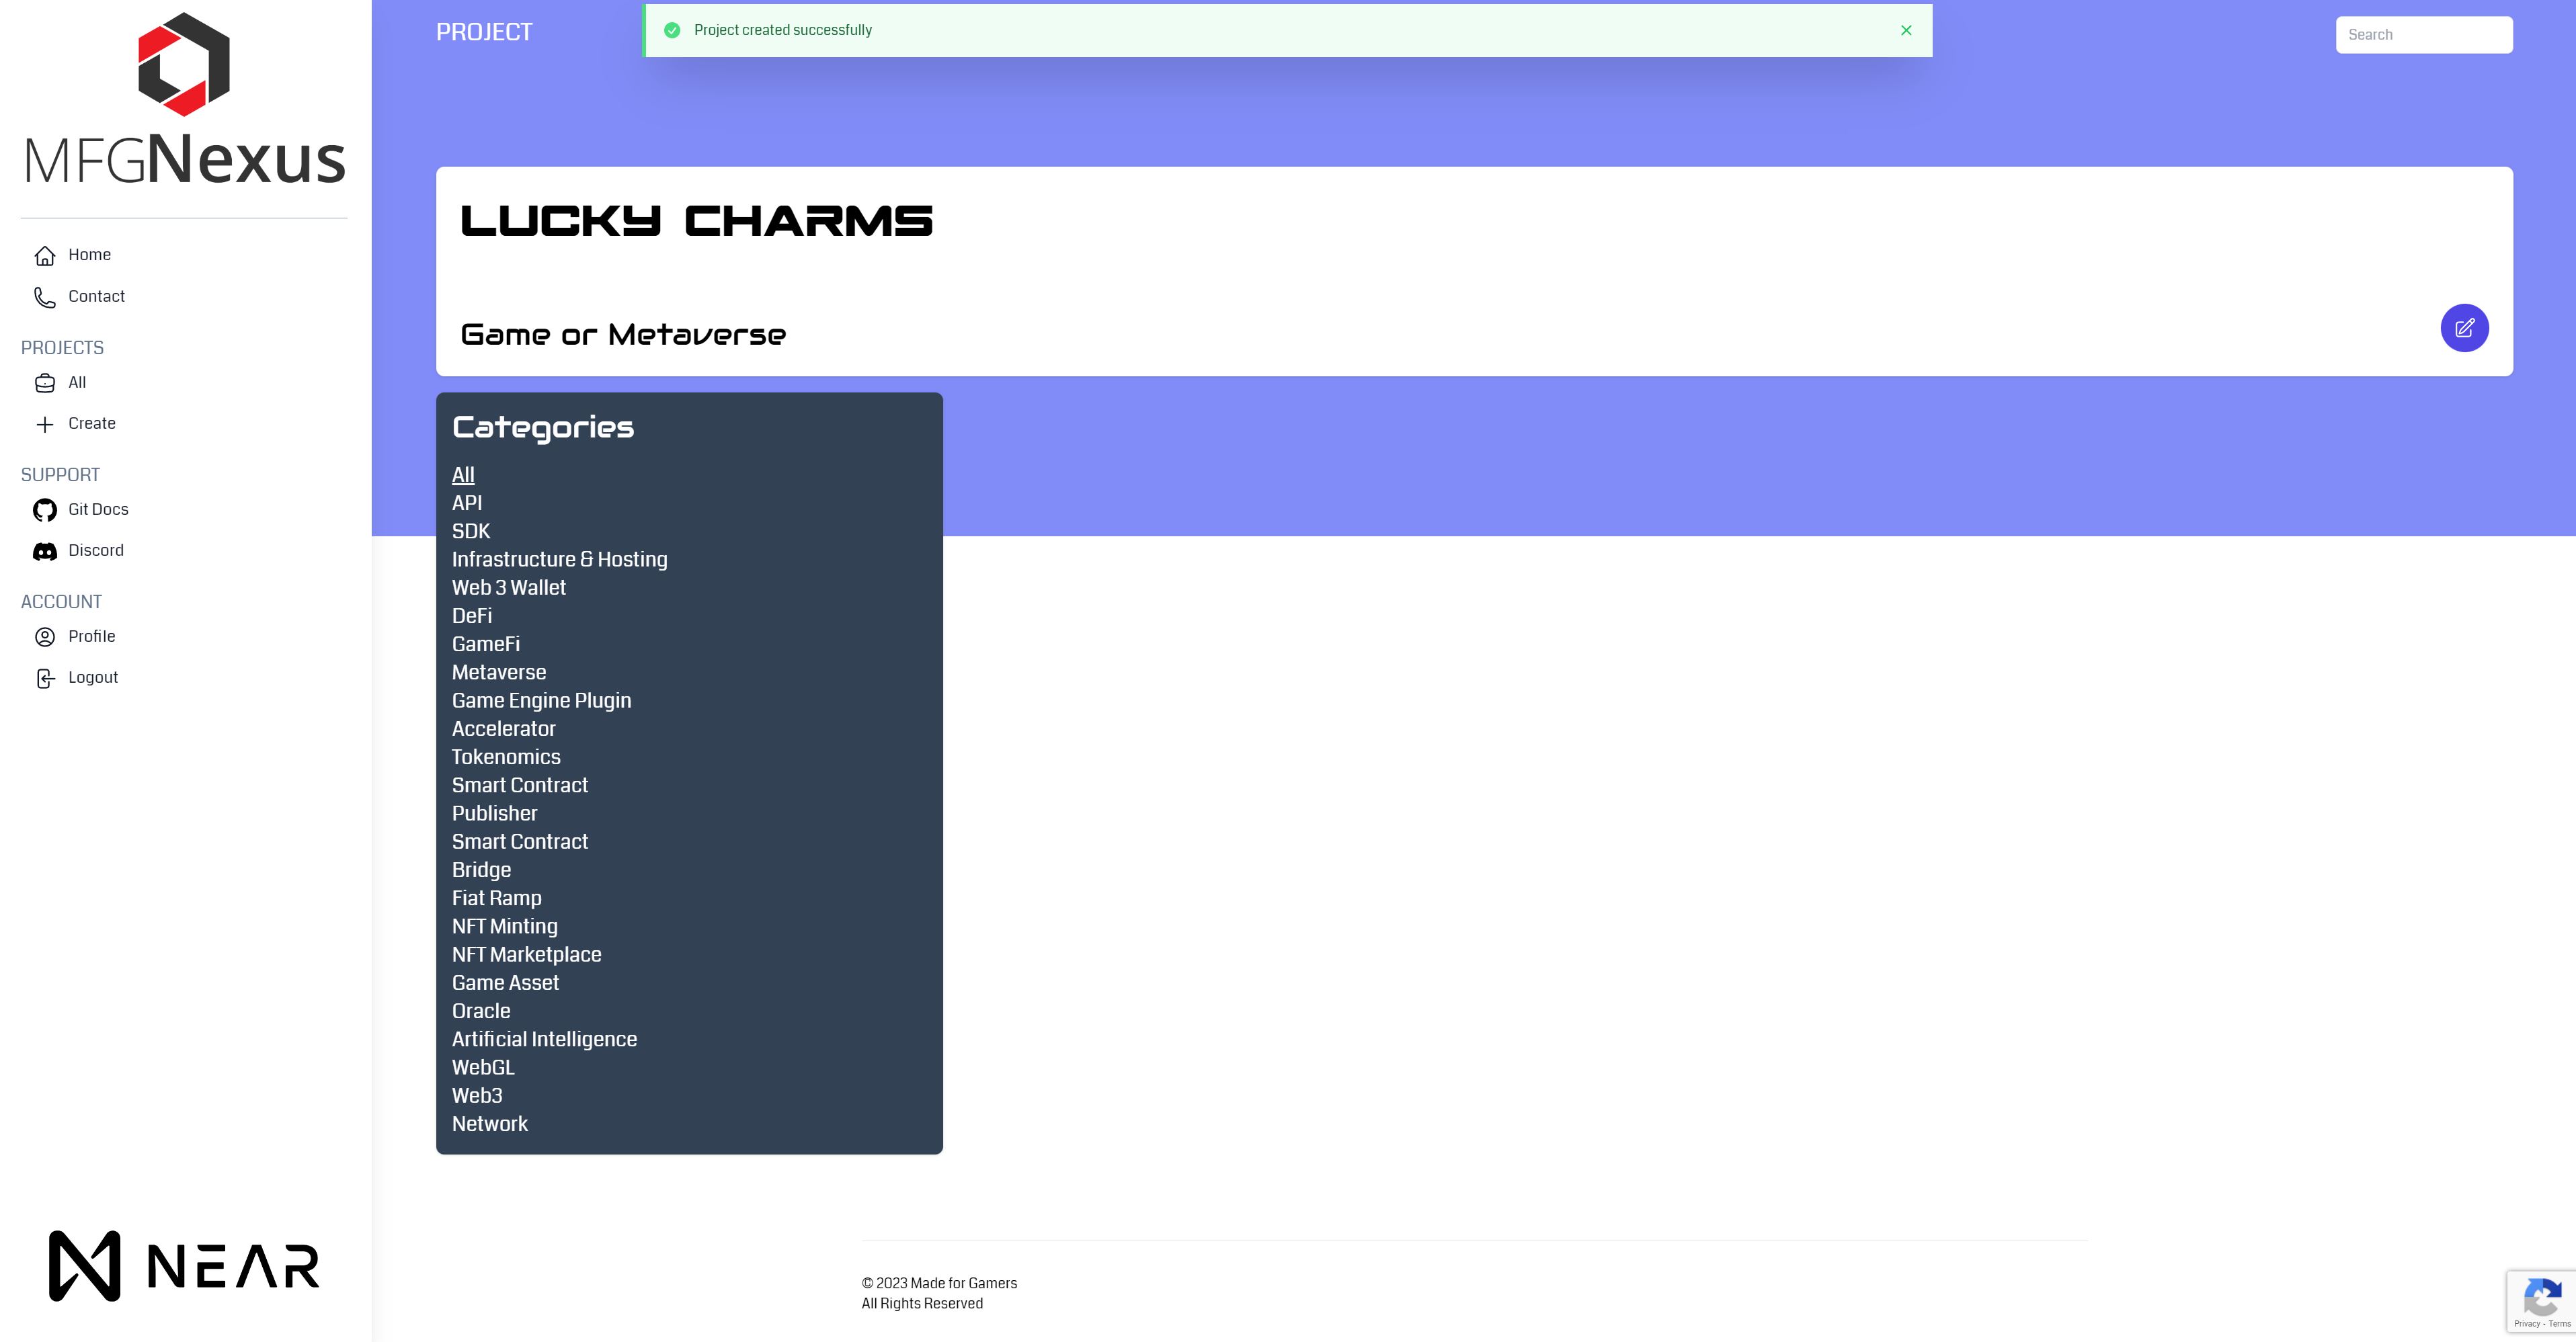 MFGNexus
Home
Contact
PROJECTS
All
Create
SUPPORT
Git Docs
Discord
ACCOUNT
Profile
Logout
NEAR
PROJECT
Project created successfully
Search
LUCKY CHARMS
Game or Metaverse
Categories
All
API
SDK
Infrastructure & Hosting
Web 3 Wallet
DeFi
GameFi
Metaverse
Game Engine Plugin
Accelerator
Tokenomics
Smart Contract
Publisher
Smart Contract
Bridge
Fiat Ramp
NFT Minting
NFT Marketplace
Game Asset
Oracle
Artificial Intelligence
WebGL
Web3
Network
© 2023 Made for Gamers
All Rights Reserved
Privacy • Terms